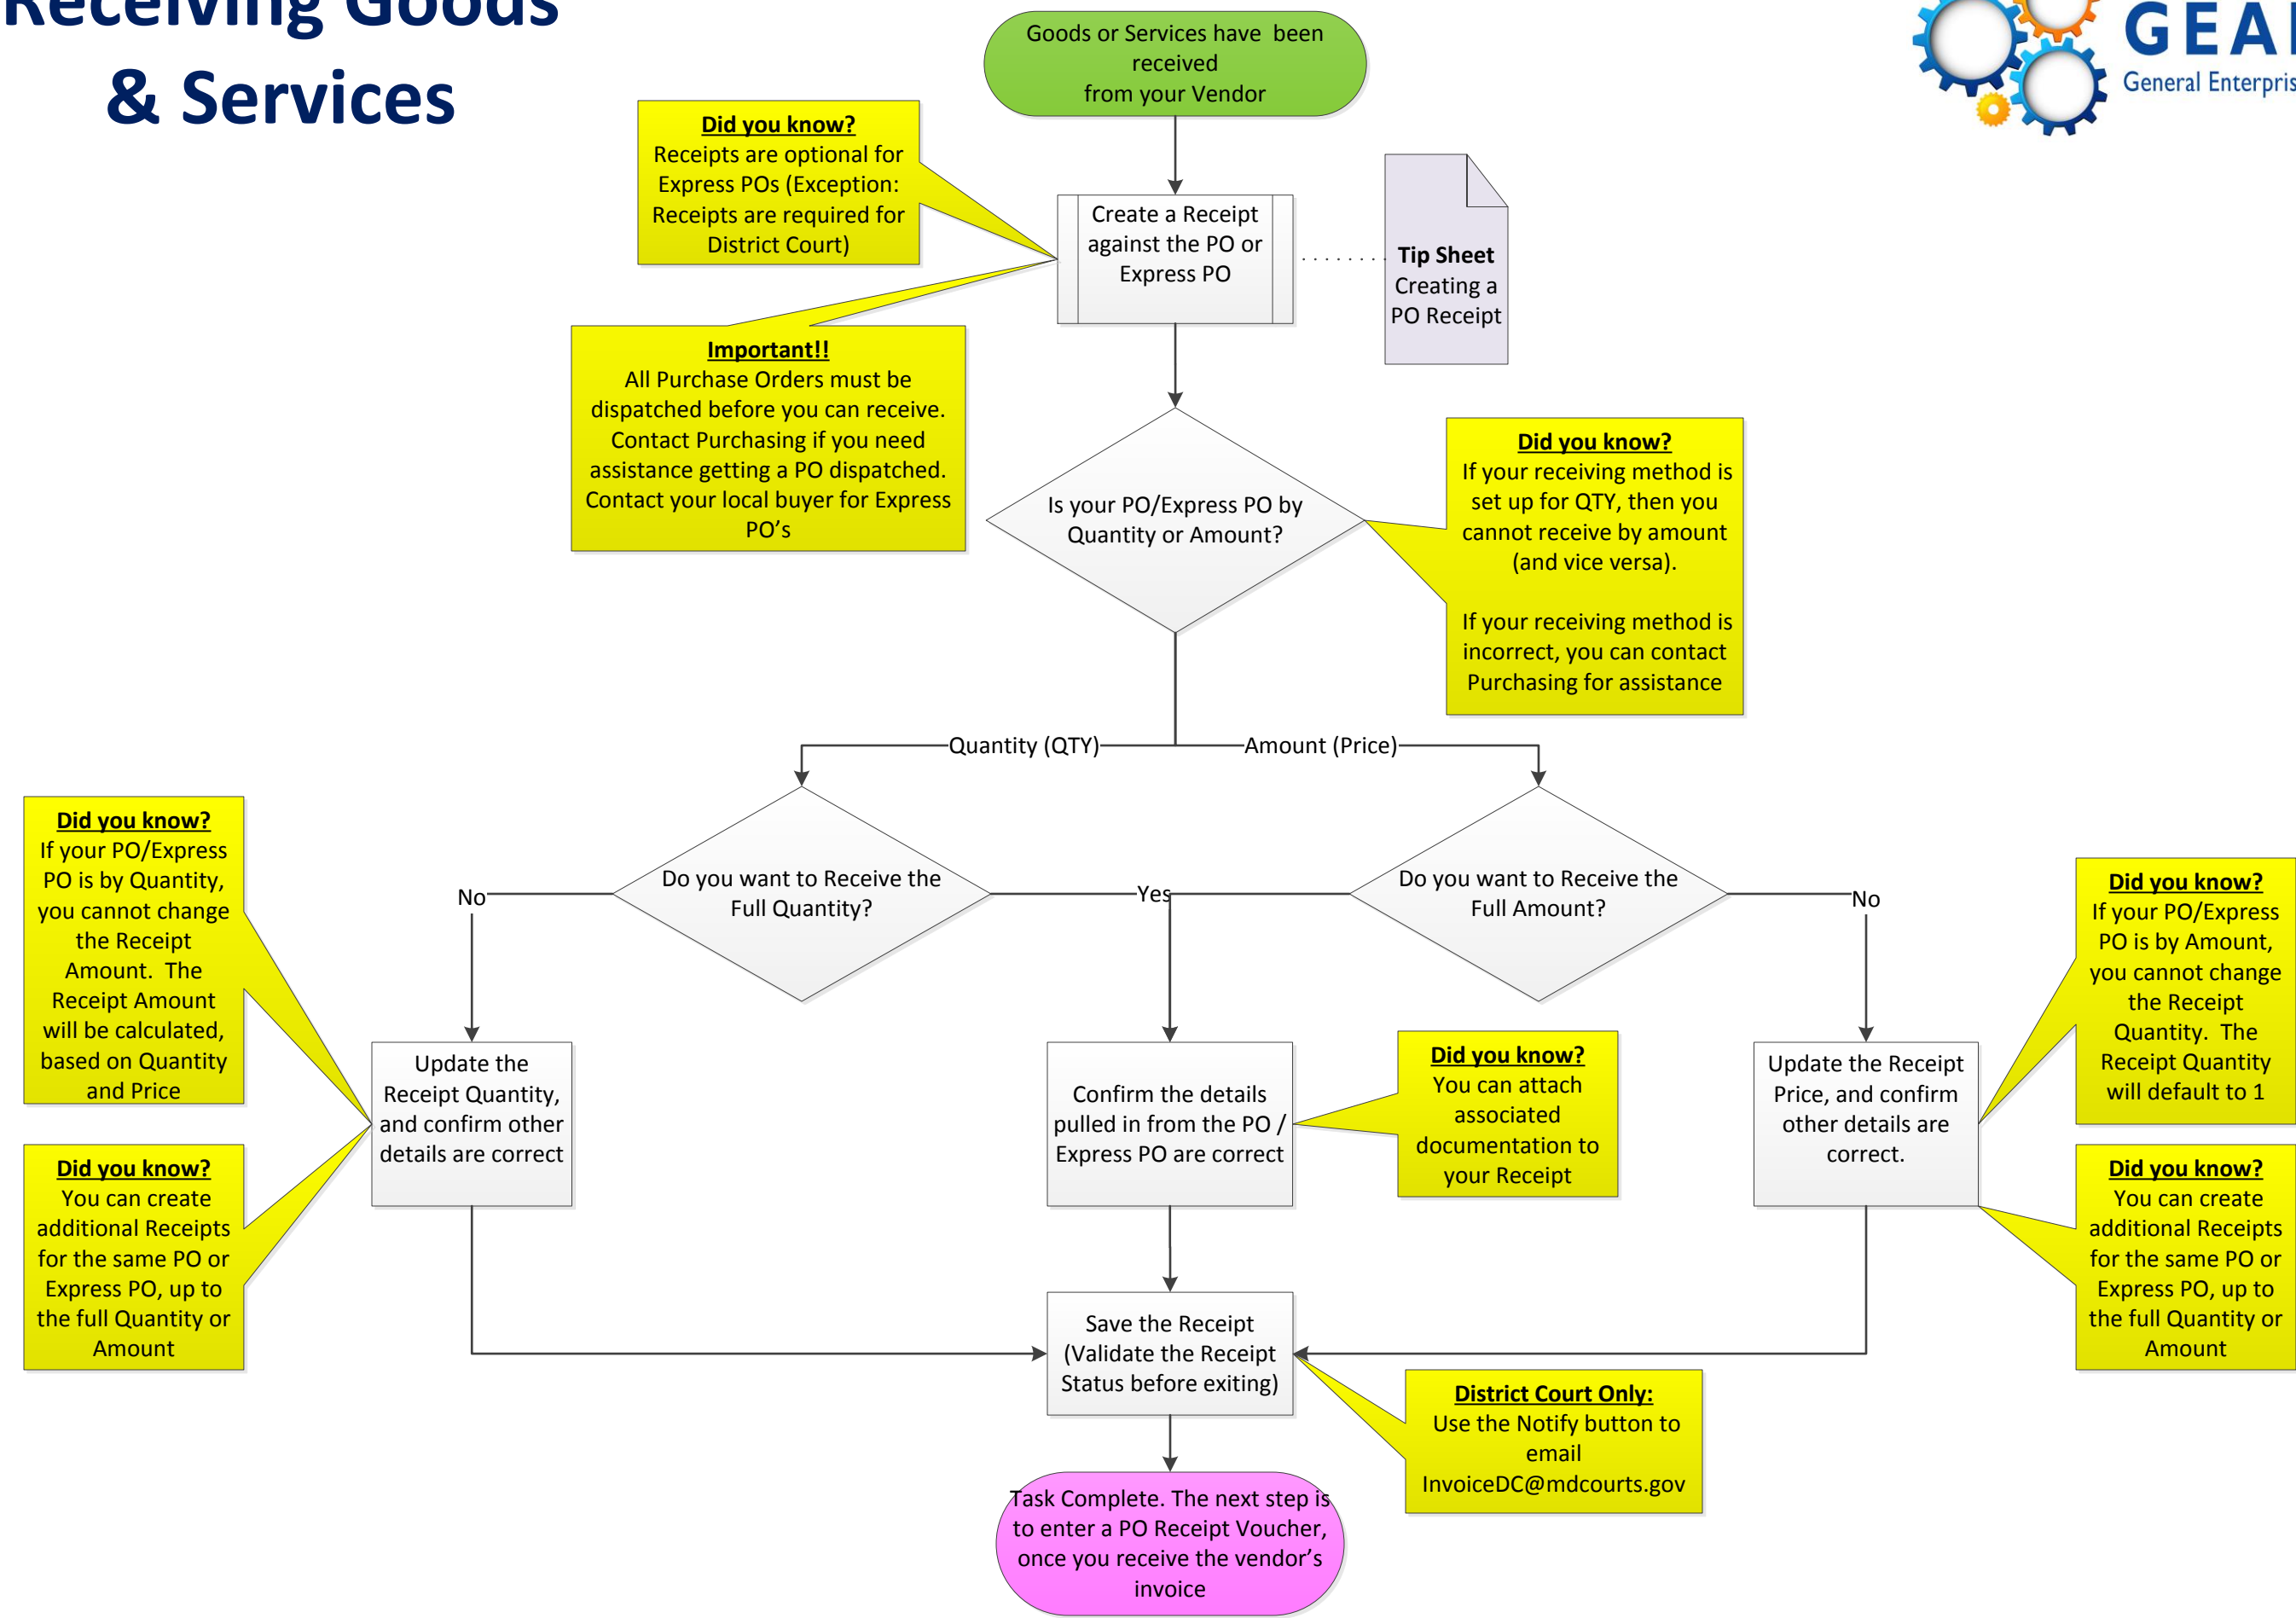 Receiving Goods
& Services
GEA
General Enterpris
Goods or Services have been
received
from your Vendor
Did you know?
Receipts are optional for
Express POs (Exception:
Receipts are required for
District Court)
Create a Receipt
against the PO or
Express PO
Tip Sheet
Creating a
PO Receipt
Important!!
All Purchase Orders must be
dispatched before you can receive.
Contact Purchasing if you need
assistance getting a PO dispatched.
Contact your local buyer for Express
PO’s
Is your PO/Express PO by
Quantity or Amount?
Did you know?
If your receiving method is
set up for QTY, then you
cannot receive by amount
(and vice versa).
If your receiving method is
incorrect, you can contact
Purchasing for assistance
Quantity (QTY)
Amount (Price)
Did you know?
If your PO/Express
PO is by Quantity,
you cannot change
the Receipt
Amount. The
Receipt Amount
will be calculated,
based on Quantity
and Price
No
Do you want to Receive the
Full Quantity?
Yes
Do you want to Receive the
Full Amount?
No
Did you know?
If your PO/Express
PO is by Amount,
you cannot change
the Receipt
Quantity. The
Receipt Quantity
will default to 1
Update the
Receipt Quantity,
and confirm other
details are correct
Confirm the details
pulled in from the PO /
Express PO are correct
Did you know?
You can attach
associated
documentation to
your Receipt
Update the Receipt
Price, and confirm
other details are
correct.
Did you know?
You can create
additional Receipts
for the same PO or
Express PO, up to
the full Quantity or
Amount
Did you know?
You can create
additional Receipts
for the same PO or
Express PO, up to
the full Quantity or
Amount
Save the Receipt
(Validate the Receipt
Status before exiting)
District Court Only:
Use the Notify button to
email
InvoiceDC@mdcourts.gov
Task Complete. The next step is
to enter a PO Receipt Voucher,
once you receive the vendor’s
invoice